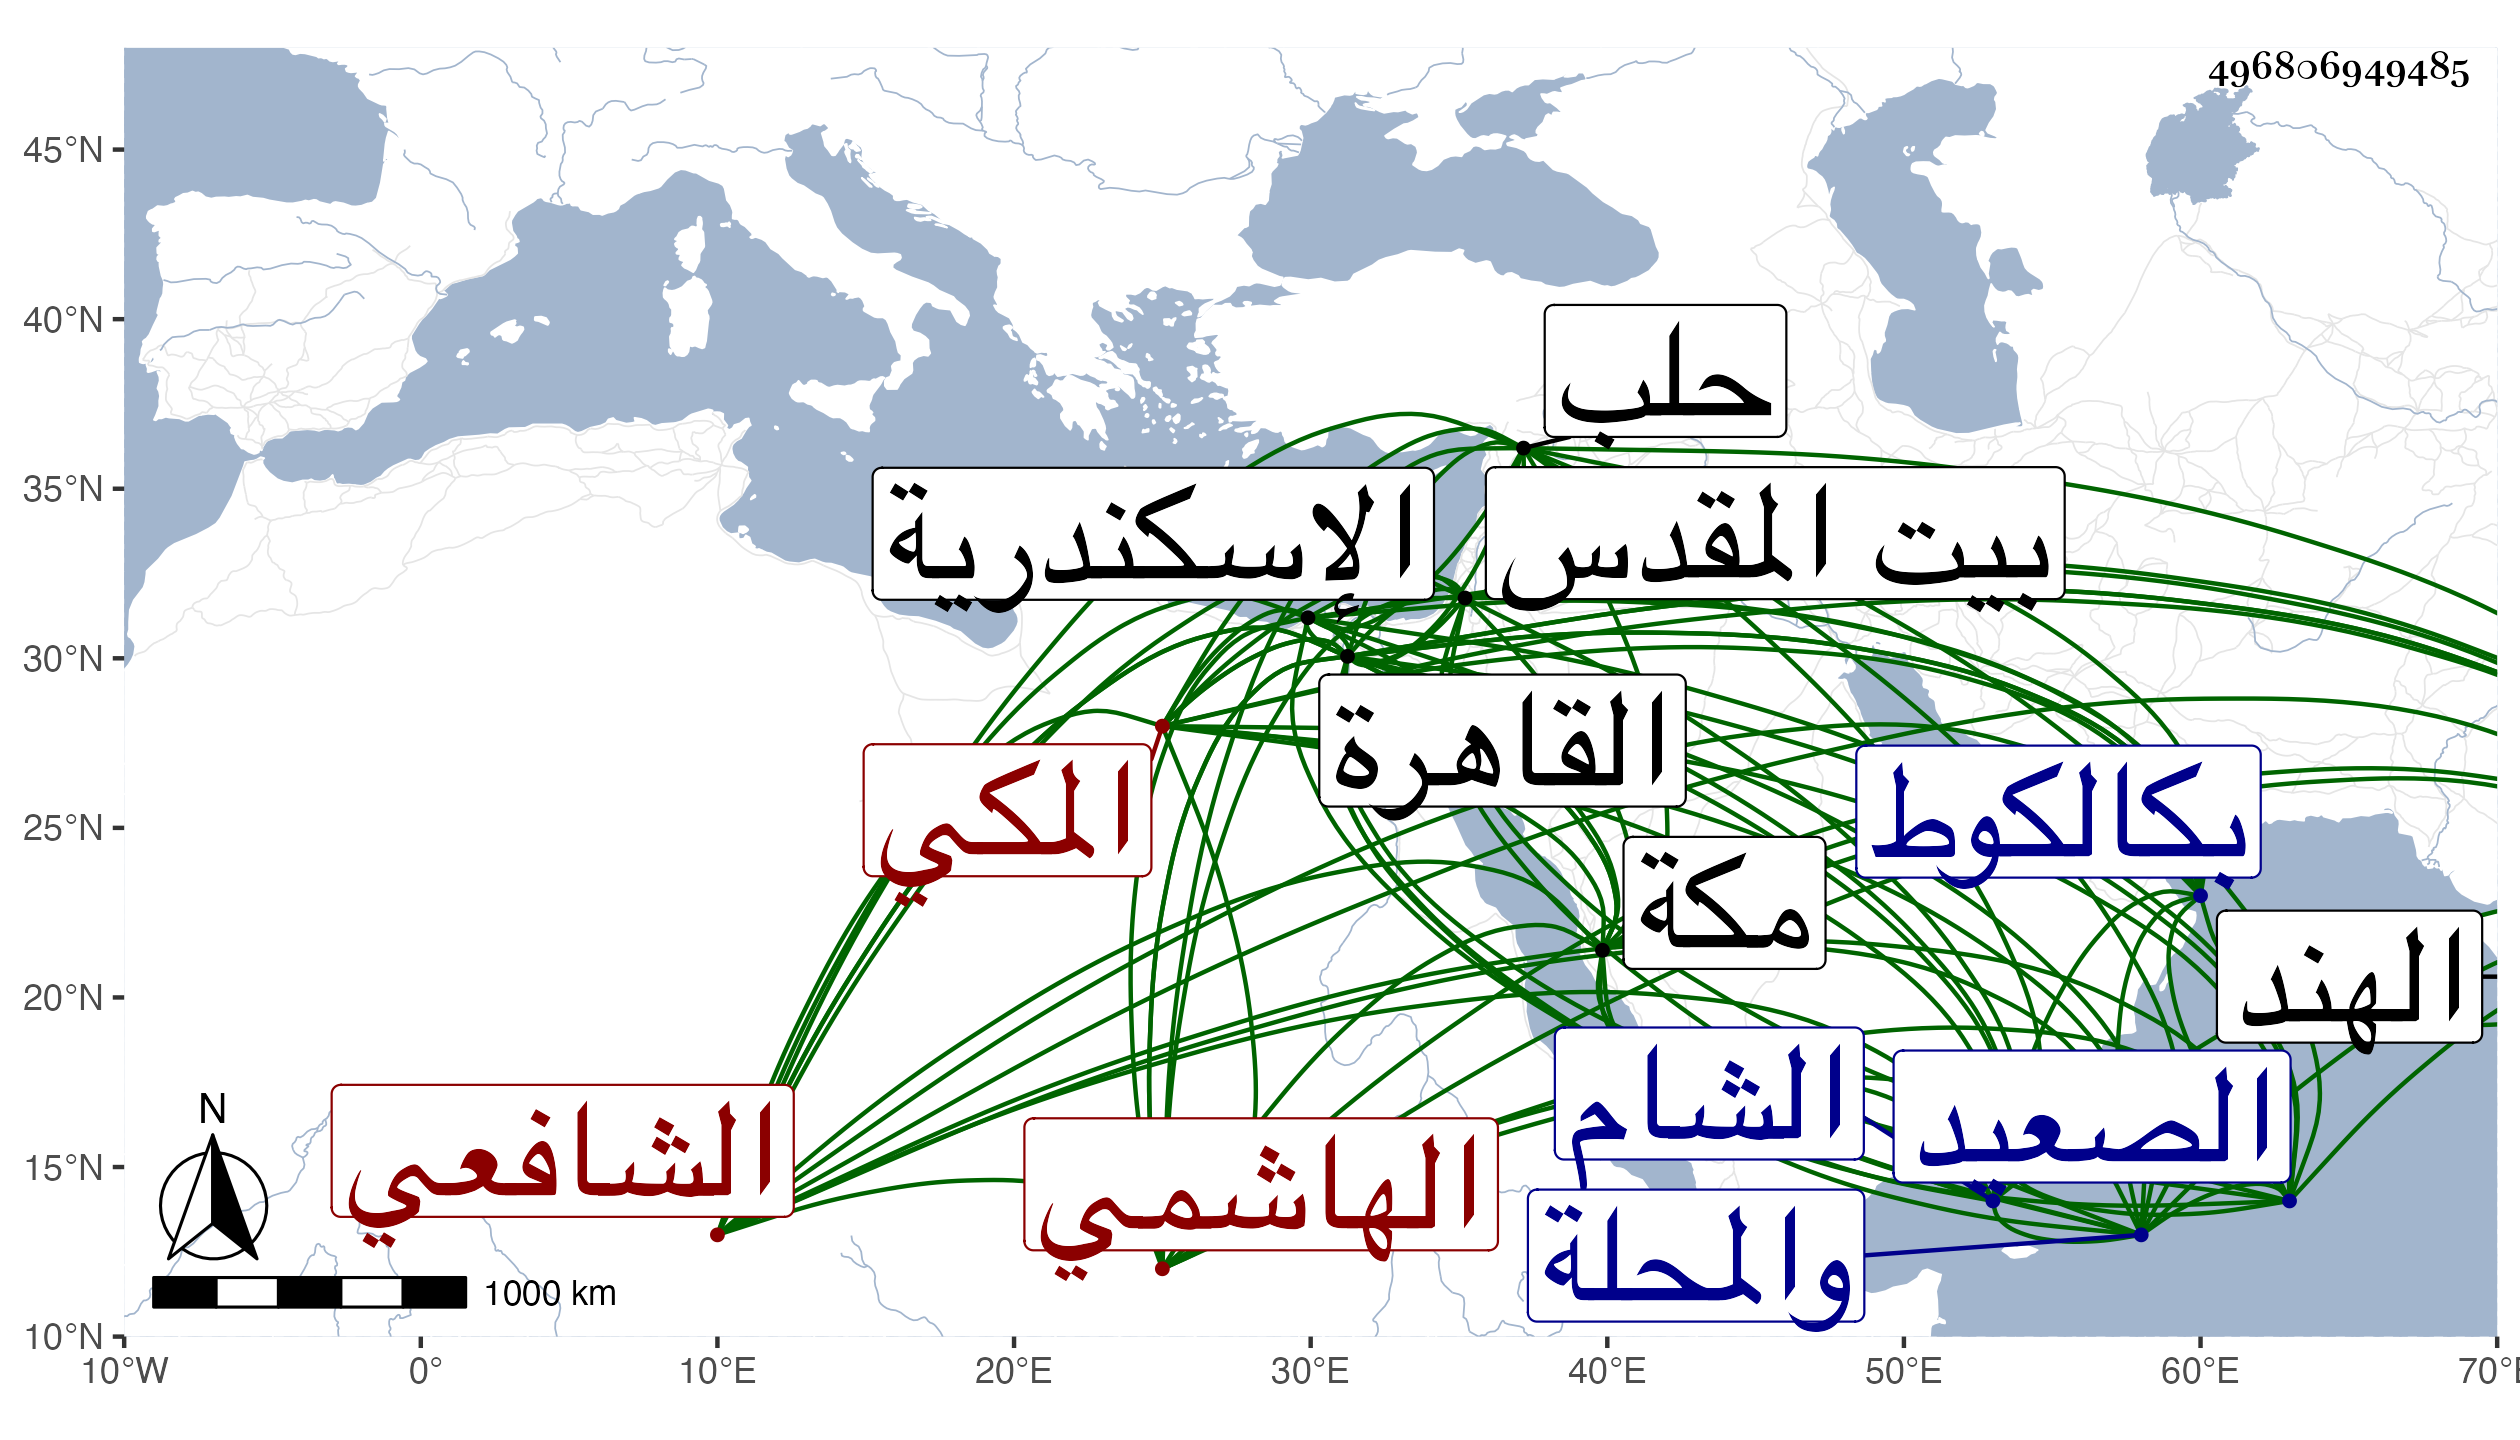 496806949485
45°N
40°N
35°N
30°N
25°N
20°N
15°N
10°N
حلب
الإسكندرية
بيت المقدس
القاهرة
المكي
بكالكوط
مكة
الهند
الشام
الصعيد
الشافعي
الهاشمي
والمحلة
N
1000 km
10°W 0° 10°E 20°E 30°E 40°E 50°E 60°E 70°E